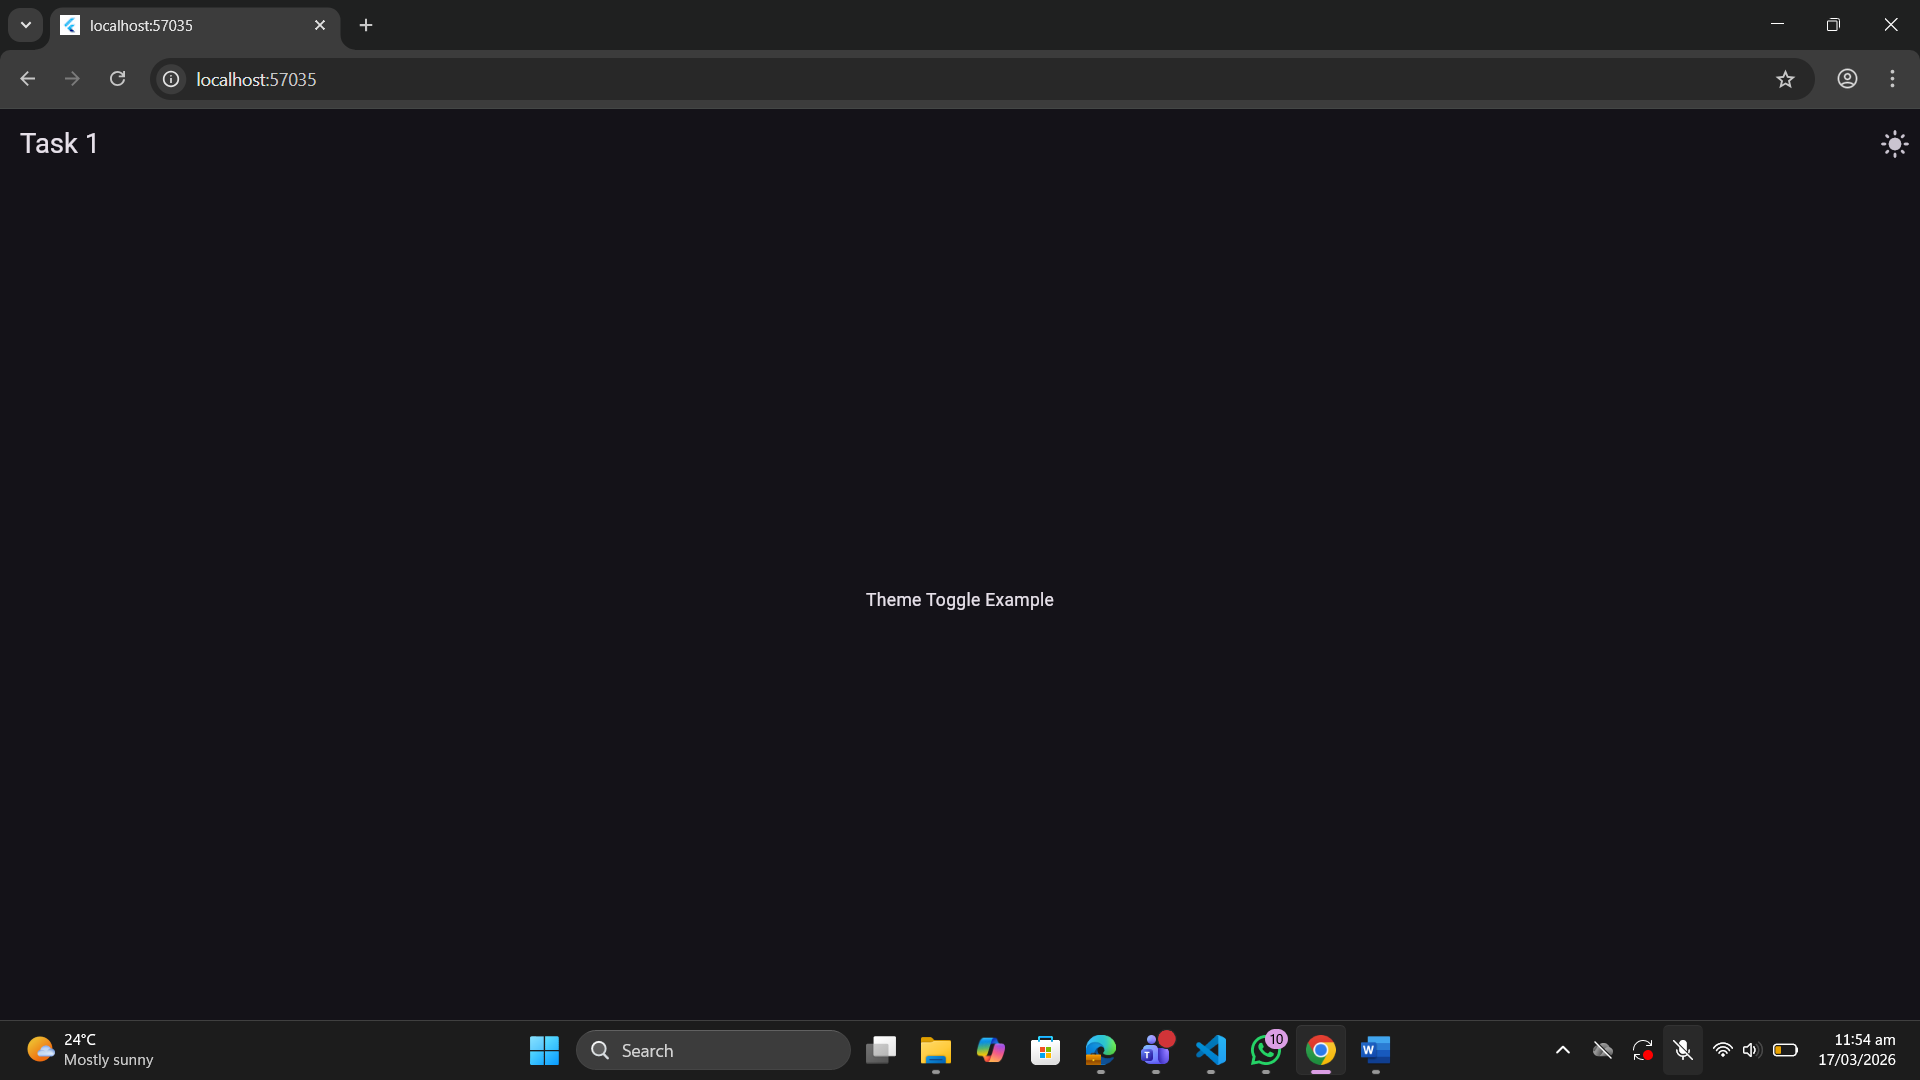 localhost:57035
localhost:57035
Task 1
Theme Toggle Example
24°C
Mostly sunny
Search
10
11:54 am
17/03/2026